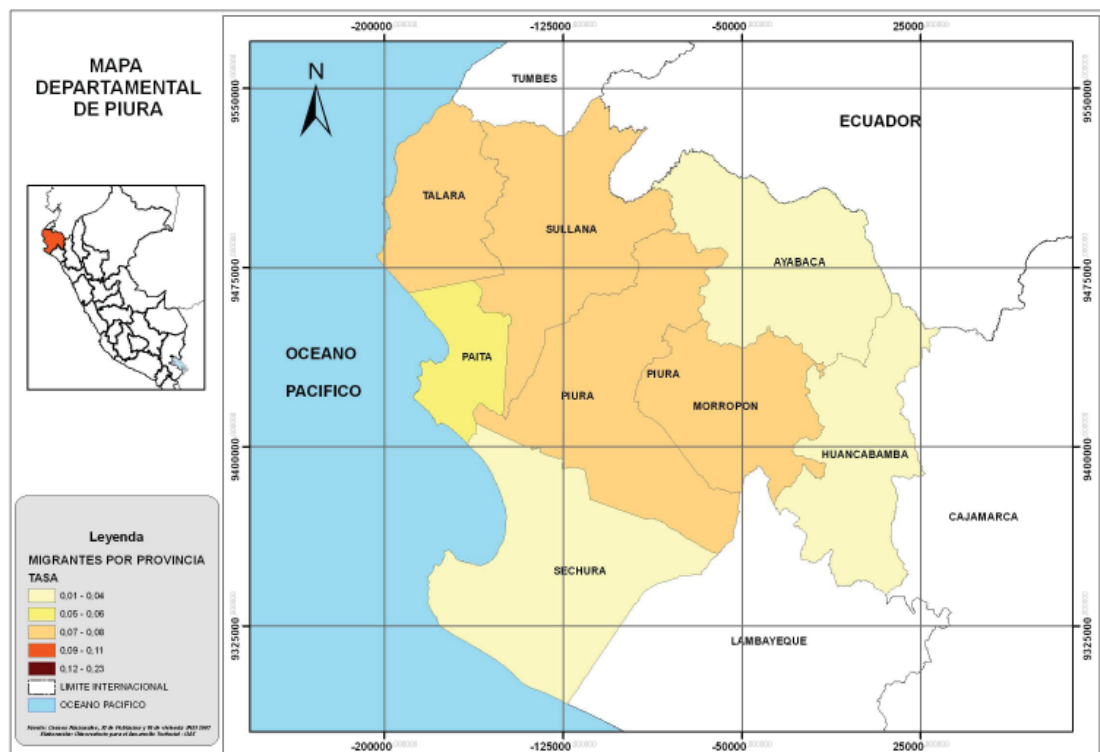 MAPA
DEPARTAMENTAL
DE PIURA
N
-200000 -125000 -50000 25000
9550000
9475000
9400000
9325000
TUMBES
ECUADOR
TALARA
SULLANA
AYABACA
OCEANO
PACIFICO
PAITA
PIURA
PIURA
MORROPON
HUANCABAMBA
CAJAMARCA
SECHURA
LAMBAYEQUE
9550000
9475000
9400000
9325000
-200000 -125000 -50000 25000
Leyenda
MIGRANTES POR PROVINCIA
TASA
0,01 - 0,04
0,05 - 0,06
0,07 - 0,08
0,09 - 0,11
0,12 - 0,23
LIMITE INTERNACIONAL
OCEANO PACIFICO